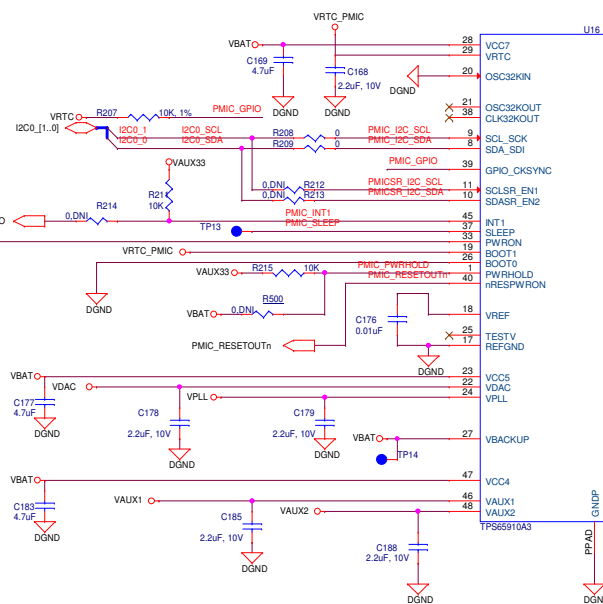 U16
VRTC_PMIC
VBAT
28
VCC7
29
VRTC
C169
4.7uF
C168
2.2uF, 10V
20
OSC32KIN
DGND
DGND
DGND
21
OSC32KOUT
38
CLK32KOUT
VRTC
R207
10K, 1%
PMIC_GPIO
I2C0_[1..0]
I2C0_1
I2C0_SCL
R208
0
PMIC_I2C_SCL
9
SCL_SCK
I2C0_0
I2C0_SDA
R209
0
PMIC_I2C_SDA
8
SDA_SDI
VAUX33
PMIC_GPIO
39
GPIO_CKSYNC
0,DNI
R212
PMICSR_I2C_SCL
11
SCLSR_EN1
0,DNI
R213
PMICSR_I2C_SDA
10
SDASR_EN2
10K
R214
0,DNI
PMIC_INT1
45
INT1
TP13
PMIC_SLEEP
37
SLEEP
33
PWRON
VRTC_PMIC
19
BOOT1
26
BOOT0
VAUX33
R215
10K
PMIC_PWRHOLD
1
PWRHOLD
PMIC_RESETOUTn
40
nRESPWRON
DGND
VBAT
0,DNI
R500
C176
0.01uF
18
VREF
PMIC_RESETOUTn
25
TESTV
17
REFGND
DGND
VBAT
23
VCC5
VDAC
22
VDAC
VPLL
24
VPLL
C177
4.7uF
C178
2.2uF, 10V
C179
2.2uF, 10V
DGND
DGND
DGND
VBAT
27
VBACKUP
TP14
VBAT
47
VCC4
VAUX1
46
VAUX1
VAUX2
48
VAUX2
C183
4.7uF
C185
2.2uF, 10V
C188
2.2uF, 10V
DGND
DGND
DGND
TPS65910A3
GNDP
PPAD